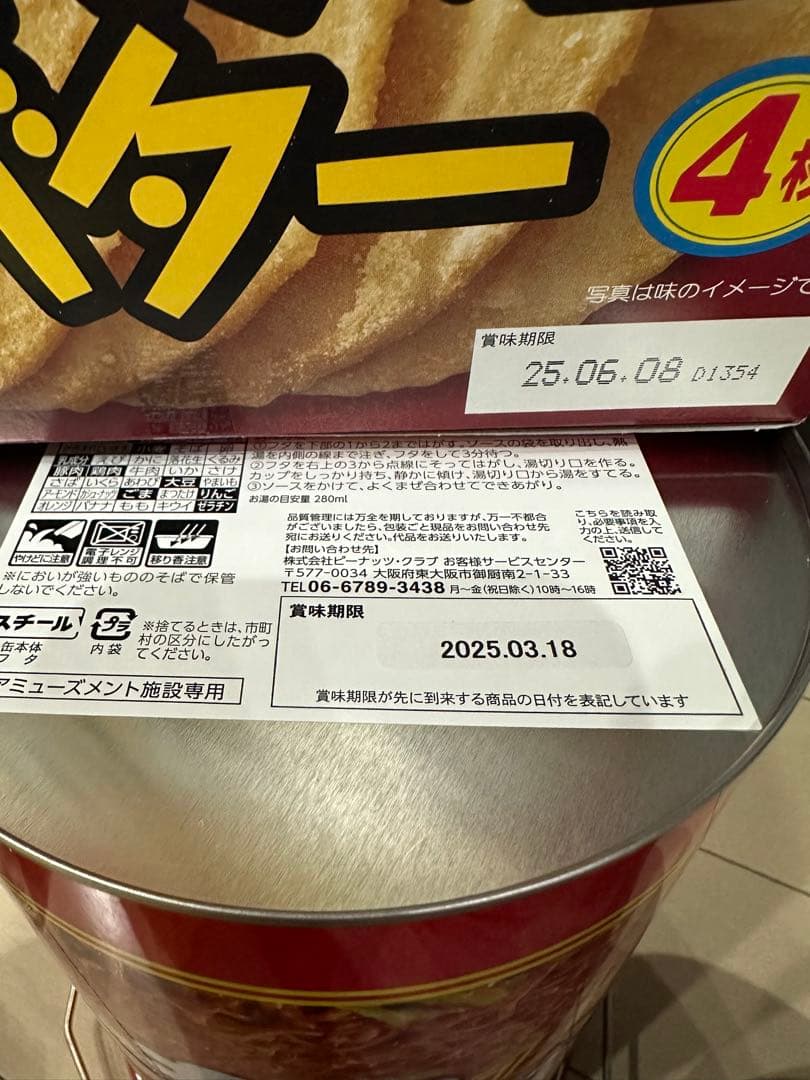 バター
4枚
写真は味のイメージで
賞味期限
25.06.08 D1354
①フタを下部の1から2まではがす。ソースの袋を取り出し、熱
湯を内側の線まで注ぎ、フタをして3分待つ。
②フタを右上の3から点線にそってはがし、湯切り口を作る。
カップをしっかり持ち、静かに傾け、湯切り口から湯をすてる。
③ソースをかけて、よくまぜ合わせてできあがり。
お湯の目安量 280ml
乳成分 えび かに 落花生 くるみ
豚肉 鶏肉 牛肉 いか さけ
さば いくら あわび 大豆 やまいも
アーモンド カシューナッツ ごま まつたけ りんご
オレンジ バナナ もも キウイ ゼラチン
やけどに注意
電子レンジ
調理不可
移り香注意
※においが強いもののそばで保管
しないでください。
スチール
缶本体
フタ
プラ
内袋
※捨てるときは、市町
村の区分にしたがっ
てください。
アミューズメント施設専用
品質管理には万全を期しておりますが、万一不都合
がございましたら、包装ごと現品をお問い合わせ先
宛にお送りください。代品をお送りいたします。
【お問い合わせ先】
株式会社ピーナッツ・クラブ お客様サービスセンター
〒577-0034 大阪府東大阪市御厨南2-1-33
TEL06-6789-3438 月〜金(祝日除く)10時〜16時
こちらを読み取
り、必要事項を入
力の上、送信して
ください。
賞味期限
2025.03.18
賞味期限が先に到来する商品の日付を表記しています